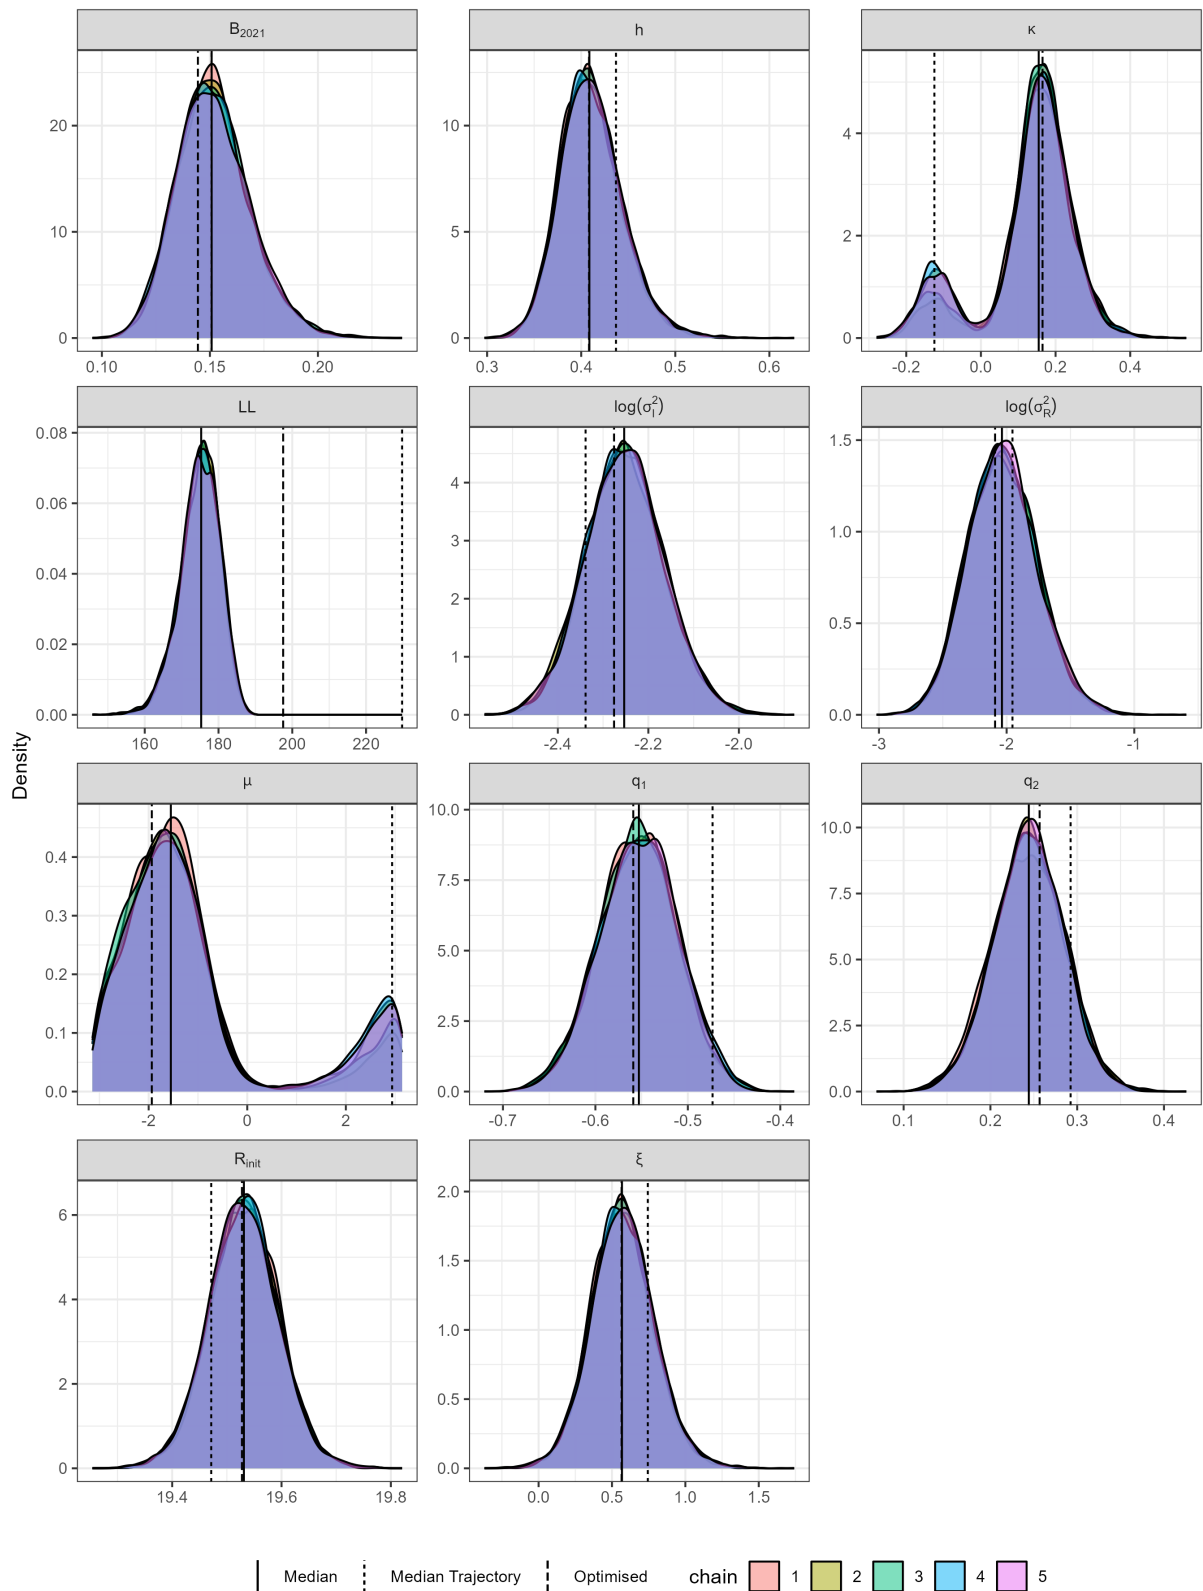 B₂₀₂₁ h κ
20
10
0
0.10 0.15 0.20
10
5
0
0.3 0.4 0.5 0.6
4
2
0
-0.2 0.0 0.2 0.4
LL log(σ_I^2) log(σ_R^2)
0.08
0.06
0.04
0.02
0.00
160 180 200 220
4
3
2
1
0
-2.4 -2.2 -2.0
1.5
1.0
0.5
0.0
-3 -2 -1
Density
μ q₁ q₂
0.4
0.3
0.2
0.1
0.0
-2 0 2
10.0
7.5
5.0
2.5
0.0
-0.7 -0.6 -0.5 -0.4
10.0
7.5
5.0
2.5
0.0
0.1 0.2 0.3 0.4
R_init ξ
6
4
2
0
19.4 19.6 19.8
2.0
1.5
1.0
0.5
0.0
0.0 0.5 1.0 1.5
Median Median Trajectory Optimised chain 1 2 3 4 5